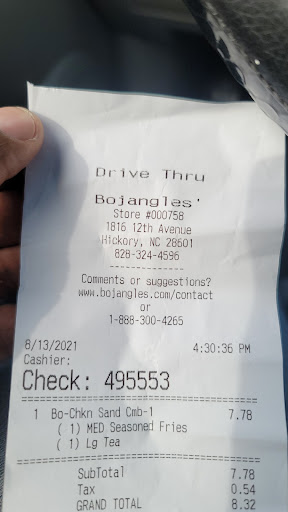 Drive Thru
Bojangles'
Store #000758
1816 12th Avenue
Hickory, NC 28601
828-324-4596
--------------
Comments or suggestions?
www.bojangles.com/contact
or
1-888-300-4265
8/13/2021 4:30:36 PM
Cashier:
Check: 495553
========================================
1 Bo-Chkn Sand Cmb-1 7.78
( 1) MED Seasoned Fries
( 1) Lg Tea
========================================
SubTotal 7.78
Tax 0.54
GRAND TOTAL 8.32